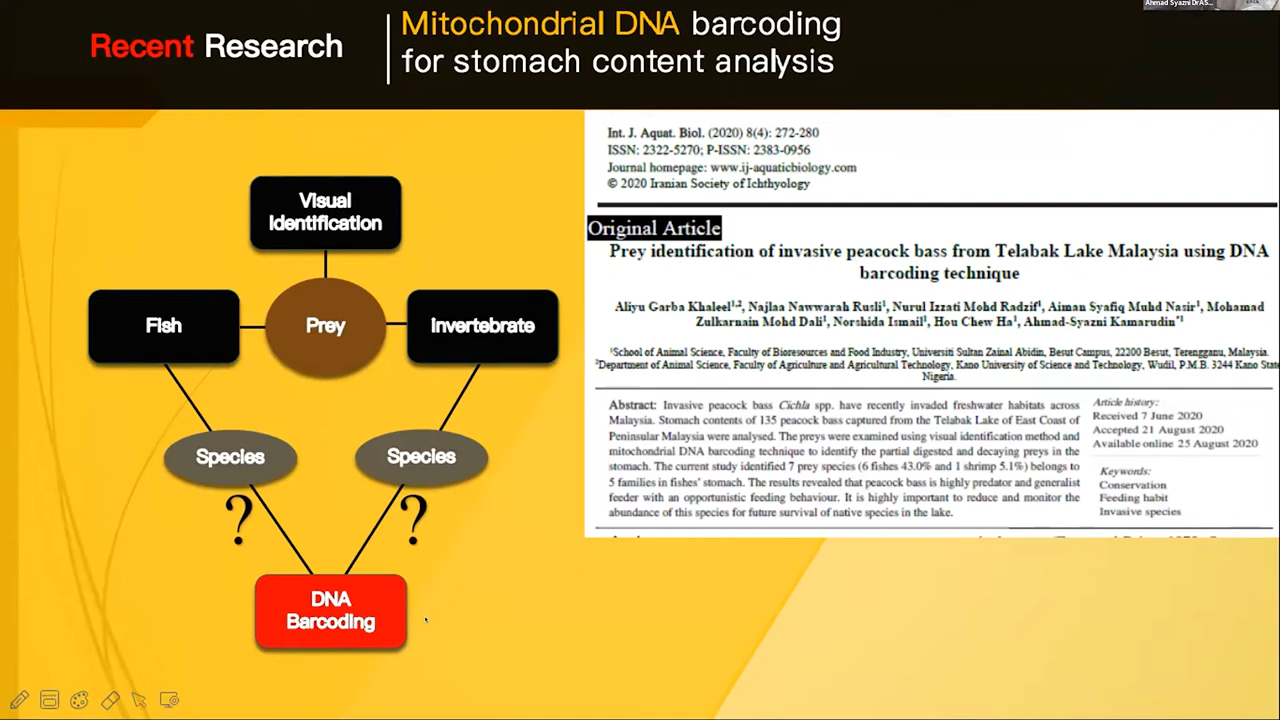 Ahmad Syazni DrAS...
Recent Research
Mitochondrial DNA barcoding
for stomach content analysis
Visual
Identification
Fish
Prey
Invertebrate
Species
Species
?
?
DNA
Barcoding
Int. J. Aquat. Biol. (2020) 8(4): 272-280
ISSN: 2322-5270; P-ISSN: 2383-0956
Journal homepage: www.ij-aquaticbiology.com
© 2020 Iranian Society of Ichthyology
Original Article
Prey identification of invasive peacock bass from Telabak Lake Malaysia using DNA
barcoding technique
Aliyu Garba Khaleel1,2, Najlaa Nawwarah Rusli1, Nurul Izzati Mohd Radzif1, Aiman Syafiq Muhd Nasir1, Mohamad
Zulkarnain Mohd Dali1, Norshida Ismail1, Hou Chew Ha1, Ahmad-Syazni Kamarudin*1
1School of Animal Science, Faculty of Bioresources and Food Industry, Universiti Sultan Zainal Abidin, Besut Campus, 22200 Besut, Terengganu, Malaysia.
2Department of Animal Science, Faculty of Agriculture and Agricultural Technology, Kano University of Science and Technology, Wudil, P.M.B. 3244 Kano State
Nigeria.
Abstract: Invasive peacock bass Cichla spp. have recently invaded freshwater habitats across
Malaysia. Stomach contents of 135 peacock bass captured from the Telabak Lake of East Coast of
Peninsular Malaysia were analysed. The preys were examined using visual identification method and
mitochondrial DNA barcoding technique to identify the partial digested and decaying preys in the
stomach. The current study identified 7 prey species (6 fishes 43.0% and 1 shrimp 5.1%) belongs to
5 families in fishes' stomach. The results revealed that peacock bass is highly predator and generalist
feeder with an opportunistic feeding behaviour. It is highly important to reduce and monitor the
abundance of this species for future survival of native species in the lake.
Article history:
Received 7 June 2020
Accepted 21 August 2020
Available online 25 August 2020
Keywords:
Conservation
Feeding habit
Invasive species